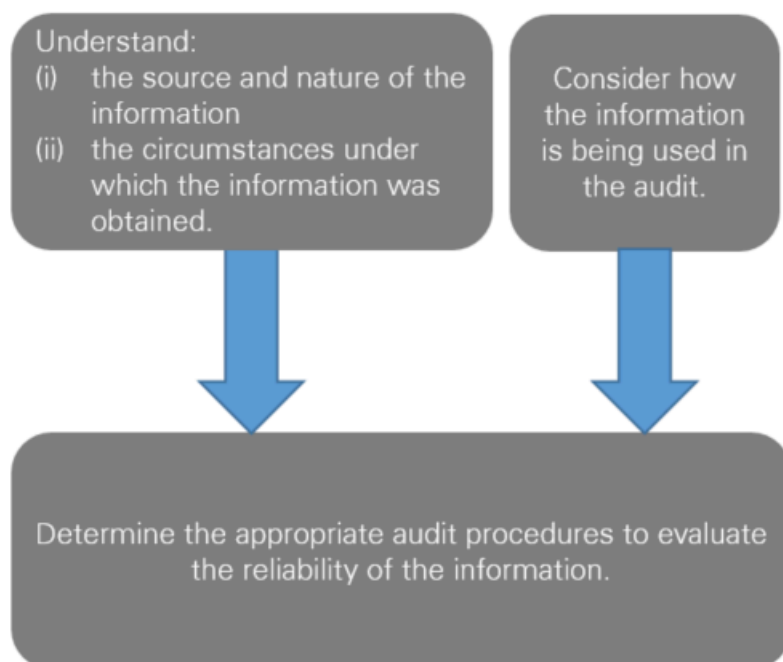 Understand:
(i) the source and nature of the
information
(ii) the circumstances under
which the information was
obtained.
Consider how
the information
is being used in
the audit.
Determine the appropriate audit procedures to evaluate
the reliability of the information.